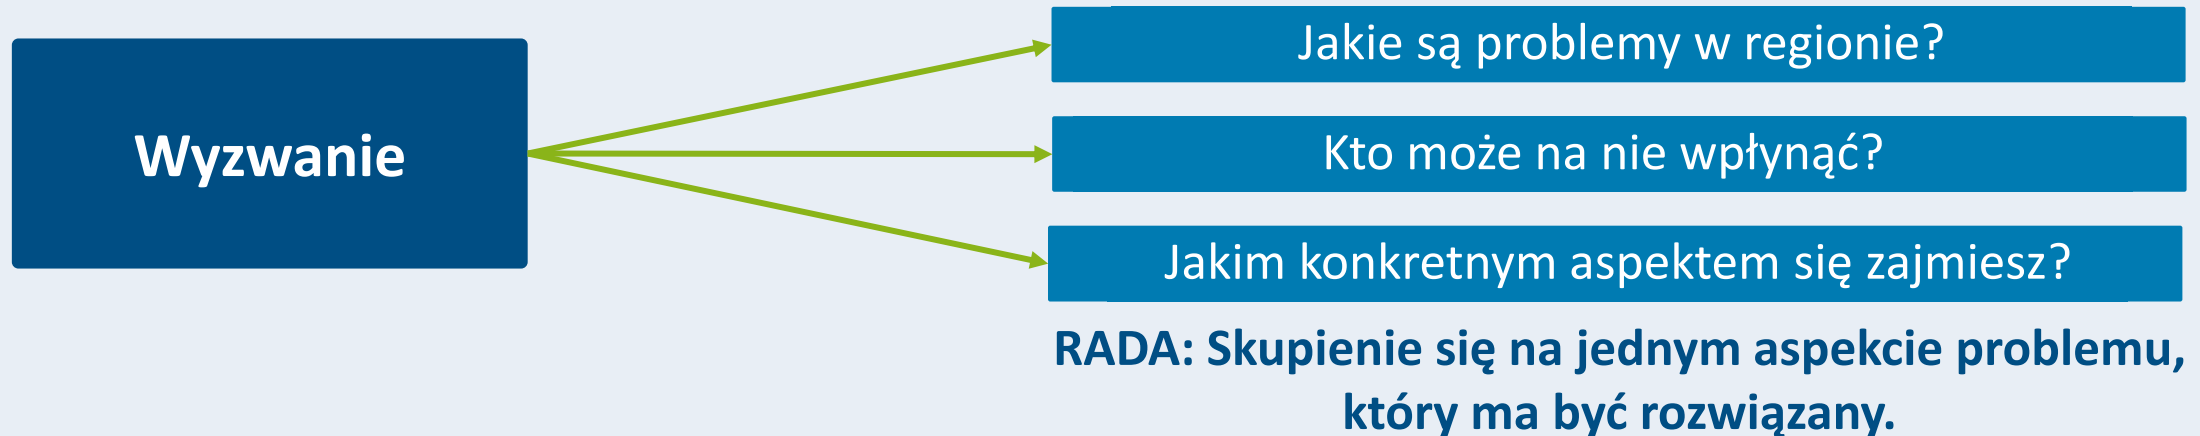 Wyzwanie
Jakie są problemy w regionie?
Kto może na nie wpłynąć?
Jakim konkretnym aspektem się zajmiesz?
RADA: Skupienie się na jednym aspekcie problemu,
który ma być rozwiązany.